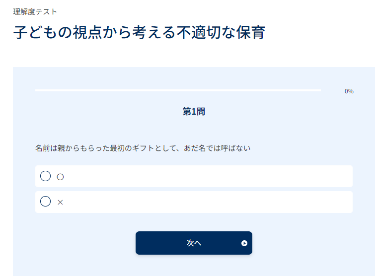 理解度テスト
子どもの視点から考える不適切な保育
0%
第1問
名前は親からもらった最初のギフトとして、あだ名では呼ばない
○
×
次へ